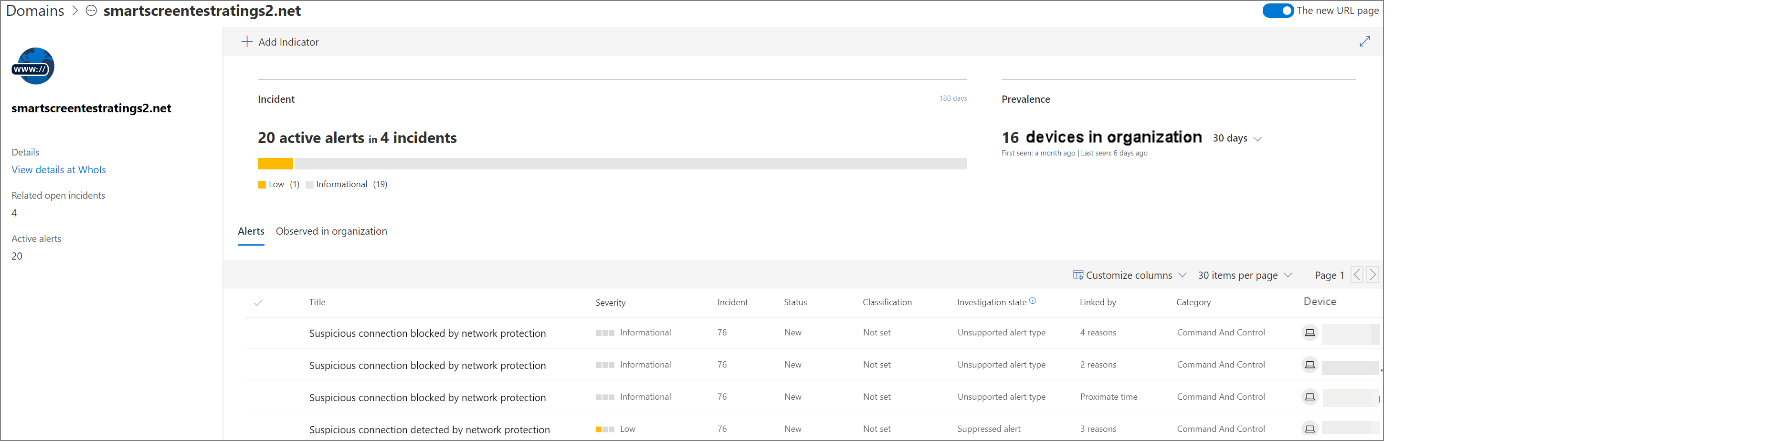 Domains > smartscreentestratings2.net
The new URL page
www://
smartscreentestratings2.net
Details
View details at WhoIs
Related open incidents
4
Active alerts
20
Add Indicator
Incident 180 days
20 active alerts in 4 incidents
Low (1) Informational (19)
Prevalence
16 devices in organization 30 days
First seen: a month ago | Last seen: 6 days ago
Alerts Observed in organization
Customize columns 30 items per page Page 1
Title Severity Incident Status Classification Investigation state Linked by Category Device
Suspicious connection blocked by network protection Informational 76 New Not set Unsupported alert type 4 reasons Command And Control
Suspicious connection blocked by network protection Informational 76 New Not set Unsupported alert type 2 reasons Command And Control
Suspicious connection blocked by network protection Informational 76 New Not set Unsupported alert type Proximate time Command And Control
Suspicious connection detected by network protection Low 76 New Not set Suppressed alert 3 reasons Command And Control